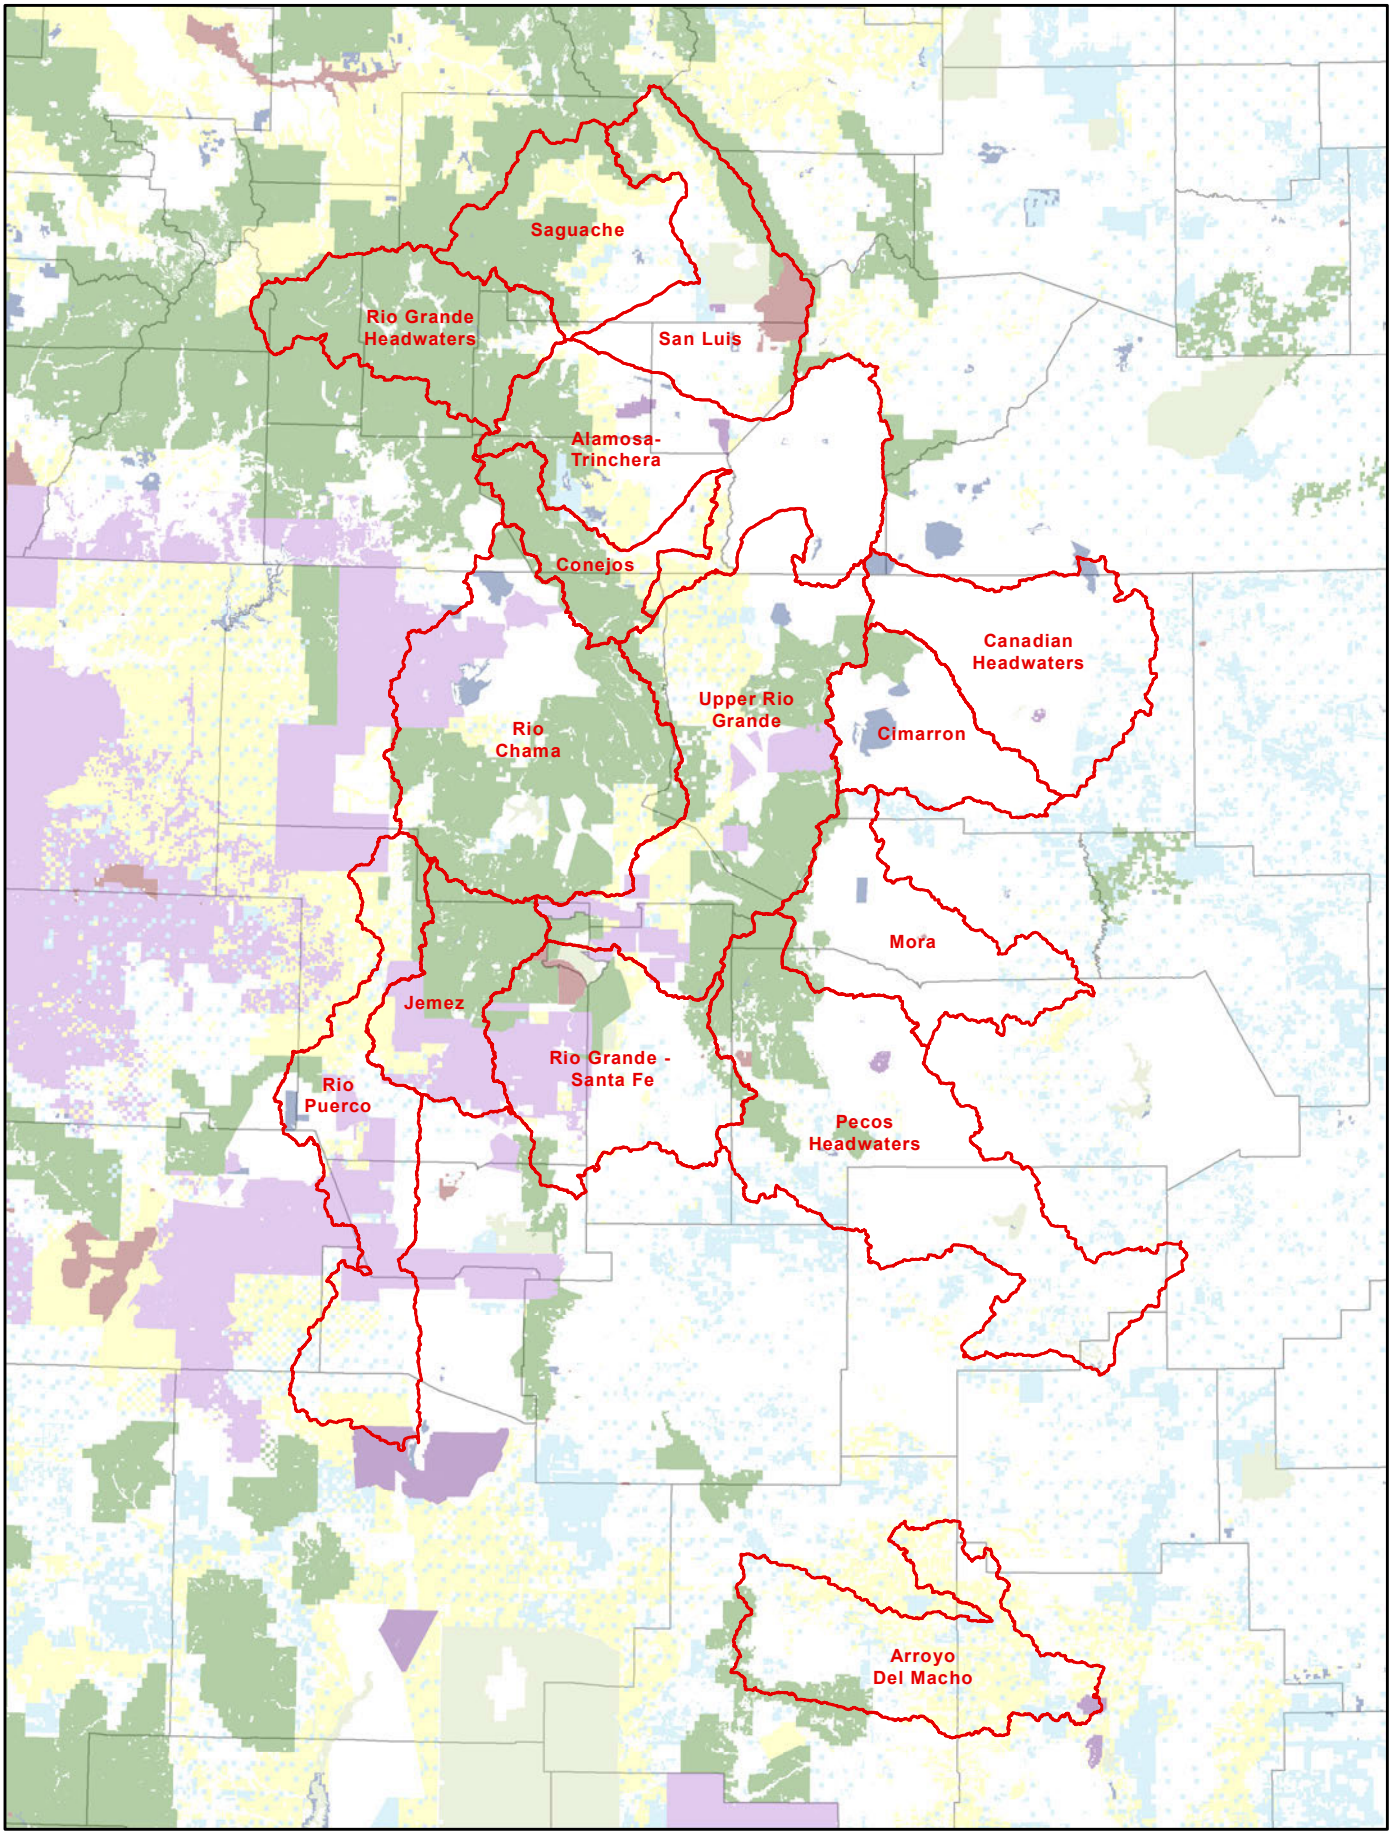 Saguache
Rio Grande
Headwaters
San Luis
Alamosa-
Trinchera
Conejos
Canadian
Headwaters
Upper Rio
Grande
Rio
Chama
Cimarron
Mora
Jemez
Rio Grande -
Santa Fe
Rio
Puerco
Pecos
Headwaters
Arroyo
Del Macho